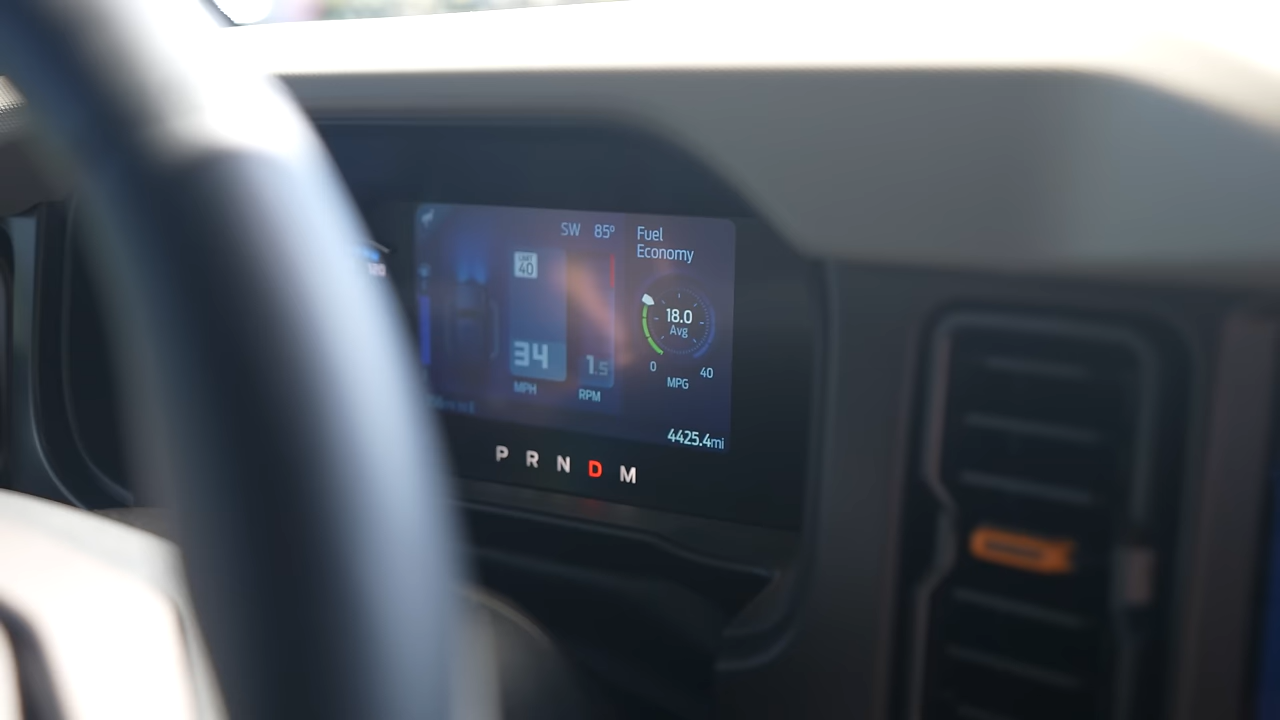 SW 85°
Fuel
Economy
LIMIT
40
18.0
Avg
34
1.5
0 40
MPH
RPM
MPG
4425.4mi
P R N D M